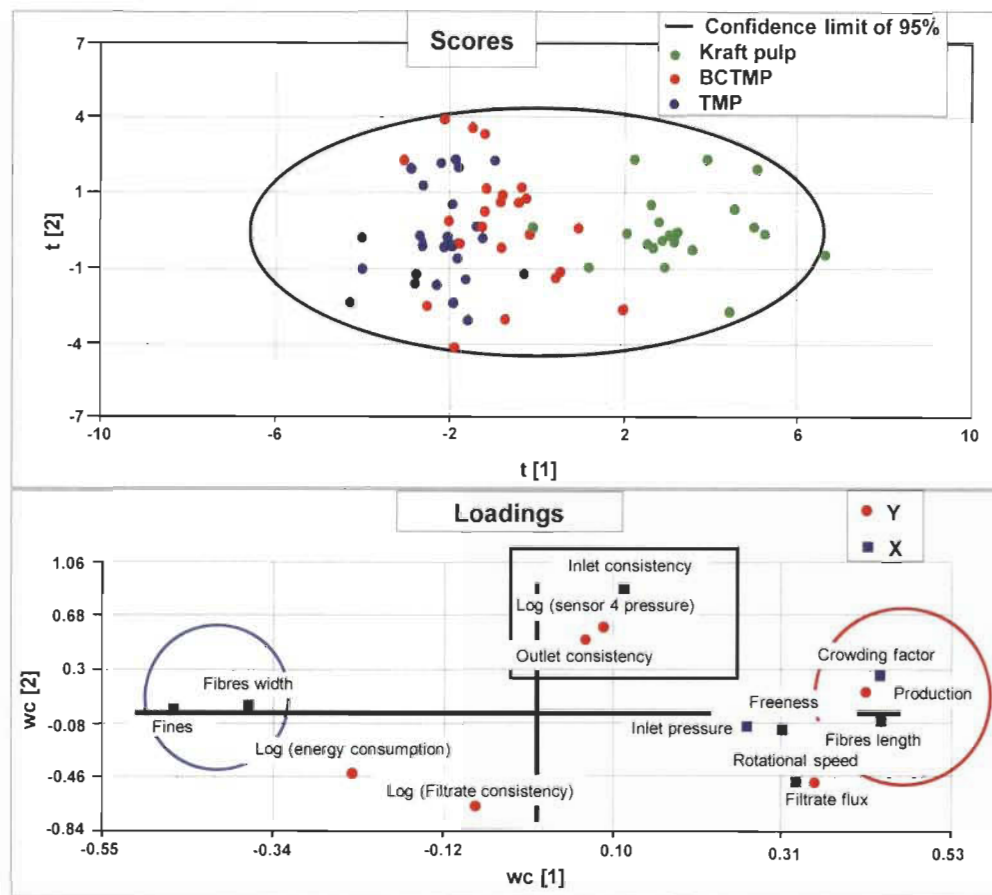 Scores
Confidence limit of 95%
Kraft pulp
BCTMP
TMP
7
4
1
-1
-4
-7
t [2]
-10
-6
-2
2
6
10
t [1]
Loadings
Y
X
1.06
0.68
0.3
-0.08
-0.46
-0.84
wc [2]
Inlet consistency
Log (sensor 4 pressure)
Outlet consistency
Crowding factor
Fibres width
Freeness
Production
Fines
Inlet pressure
Fibres length
Log (energy consumption)
Rotational speed
Log (Filtrate consistency)
Filtrate flux
-0.55
-0.34
-0.12
0.10
0.31
0.53
wc [1]